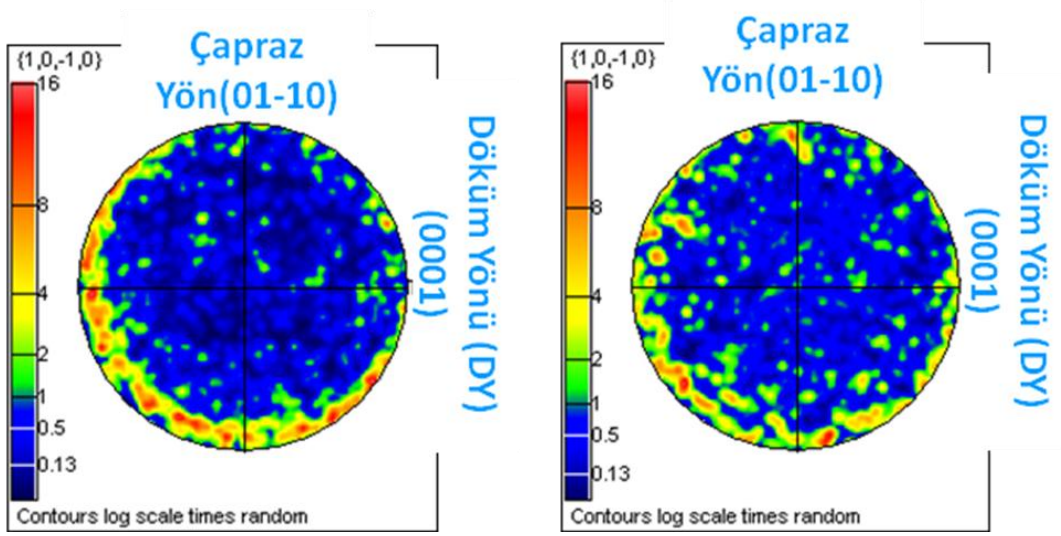 Çapraz
Yön(01-10)
{1,0,-1,0}
16
8
4
2
1
0.5
0.13
Döküm Yönü (DY)
(0001)
Contours log scale times random
Çapraz
Yön(01-10)
{1,0,-1,0}
16
8
4
2
1
0.5
0.13
Döküm Yönü (DY)
(0001)
Contours log scale times random